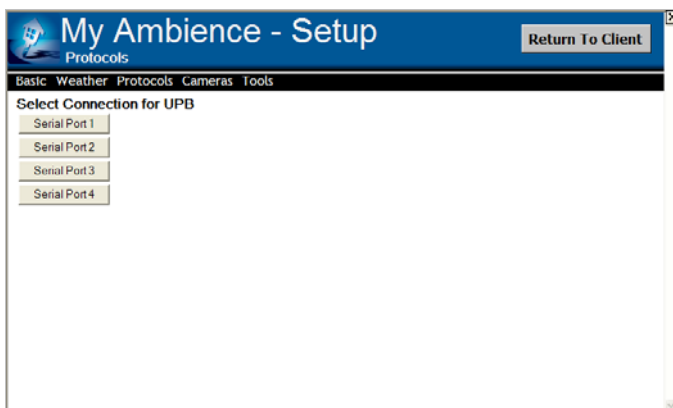 My Ambience - Setup
Return To Client
Protocols
Basic Weather Protocols Cameras Tools
Select Connection for UPB
Serial Port 1
Serial Port 2
Serial Port 3
Serial Port 4